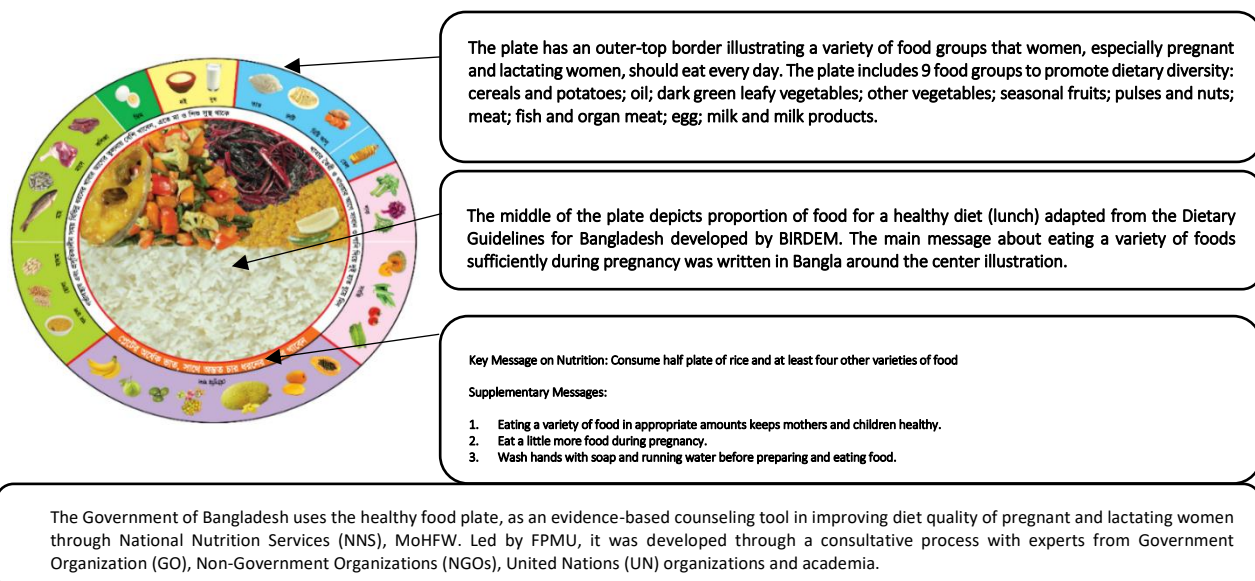 The plate has an outer-top border illustrating a variety of food groups that women, especially pregnant
and lactating women, should eat every day. The plate includes 9 food groups to promote dietary diversity:
cereals and potatoes; oil; dark green leafy vegetables; other vegetables; seasonal fruits; pulses and nuts;
meat; fish and organ meat; egg; milk and milk products.
ডিম
দই
দুধ
ভাত
রুটি
মিষ্টি আলু
তেল
কলিজা
মাংস
মাছ
The middle of the plate depicts proportion of food for a healthy diet (lunch) adapted from the Dietary
Guidelines for Bangladesh developed by BIRDEM. The main message about eating a variety of foods
sufficiently during pregnancy was written in Bangla around the center illustration.
প্লেটের অর্ধেক ভাত, সাথে অন্তত চার ধরনের খাবেন
Key Message on Nutrition: Consume half plate of rice and at least four other varieties of food
Supplementary Messages:
1. Eating a variety of food in appropriate amounts keeps mothers and children healthy.
2. Eat a little more food during pregnancy.
3. Wash hands with soap and running water before preparing and eating food.
The Government of Bangladesh uses the healthy food plate, as an evidence-based counseling tool in improving diet quality of pregnant and lactating women
through National Nutrition Services (NNS), MoHFW. Led by FPMU, it was developed through a consultative process with experts from Government
Organization (GO), Non-Government Organizations (NGOs), United Nations (UN) organizations and academia.